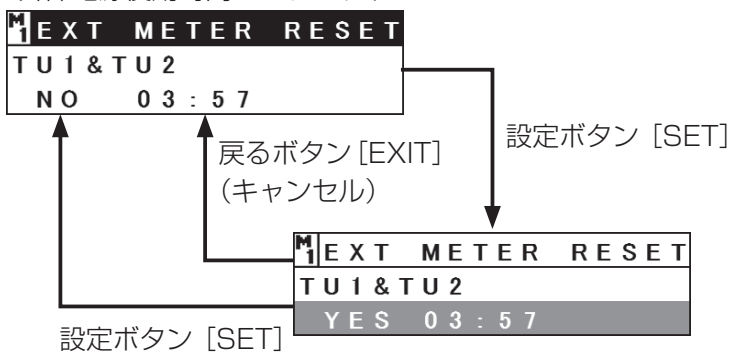 M1 EXT METER RESET
TU1&TU2
NO 03:57
設定ボタン [SET]
戻るボタン [EXIT]
（キャンセル）
M1 EXT METER RESET
TU1&TU2
YES 03:57
設定ボタン [SET]